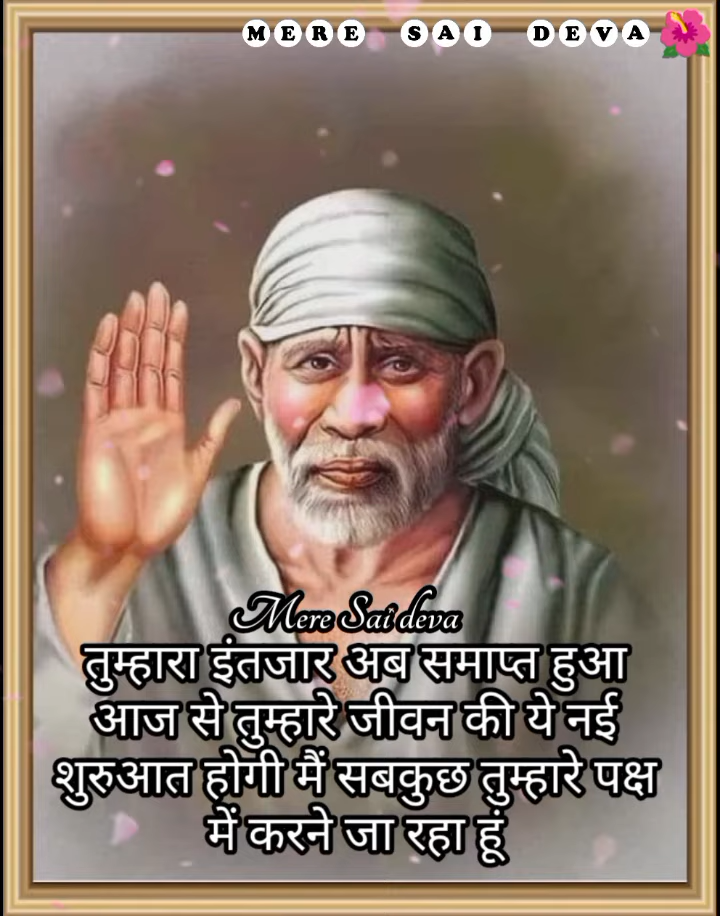 MERE SAI DEVA
Mere Sai deva
तुम्हारा इंतजार अब समाप्त हुआ
आज से तुम्हारे जीवन की ये नई
शुरुआत होगी मैं सबकुछ तुम्हारे पक्ष
में करने जा रहा हूं